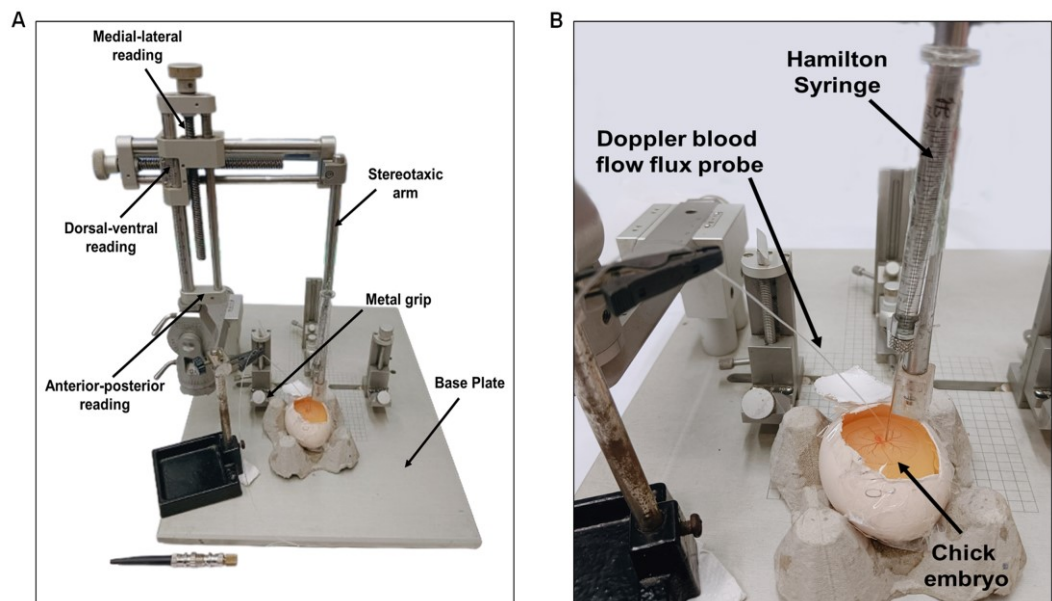 A
Medial-lateral
reading
Dorsal-ventral
reading
Stereotaxic
arm
Metal grip
Anterior-posterior
reading
Base Plate
B
Hamilton
Syringe
Doppler blood
flow flux probe
Chick
embryo